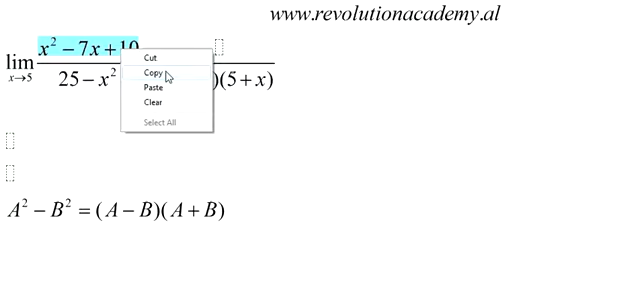 www.revolutionacademy.al
lim x→5 x² − 7x + 10 / 25 − x² )(5 + x)
Cut
Copy
Paste
Clear
Select All
A² − B² = (A − B)(A + B)